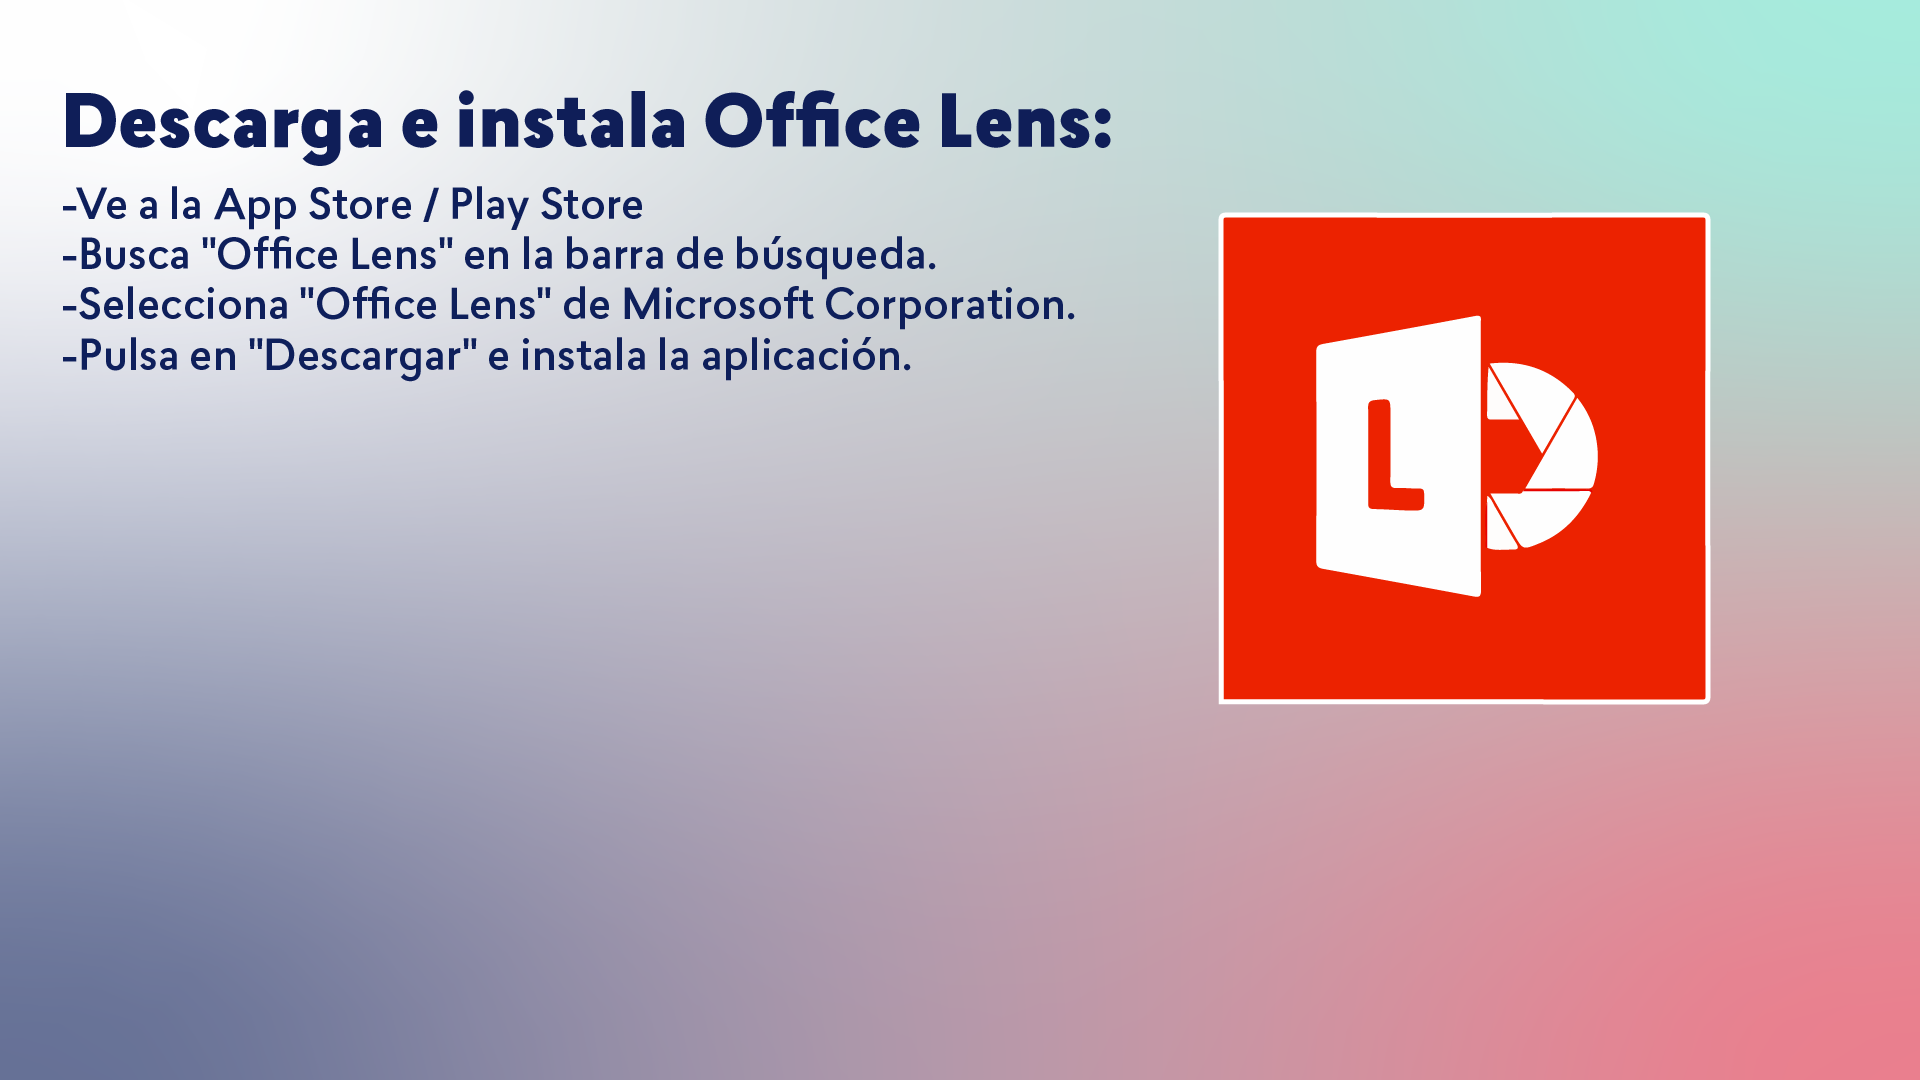 Descarga e instala Office Lens:
-Ve a la App Store / Play Store
-Busca "Office Lens" en la barra de búsqueda.
-Selecciona "Office Lens" de Microsoft Corporation.
-Pulsa en "Descargar" e instala la aplicación.
L